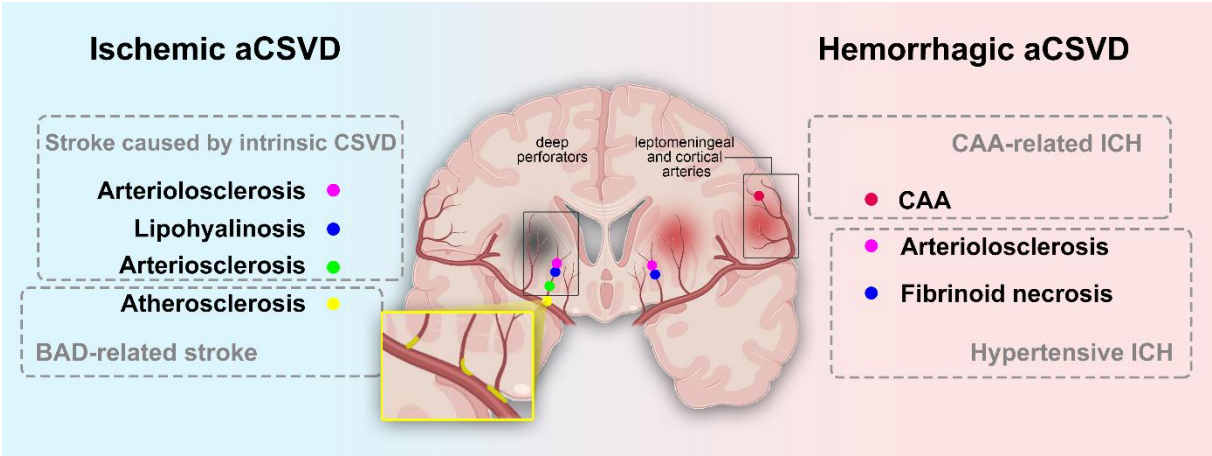 Ischemic aCSVD
Stroke caused by intrinsic CSVD
Arteriolosclerosis
Lipohyalinosis
Arteriosclerosis
Atherosclerosis
BAD-related stroke
deep
perforators
leptomeningeal
and cortical
arteries
Hemorrhagic aCSVD
CAA-related ICH
CAA
Arteriolosclerosis
Fibrinoid necrosis
Hypertensive ICH